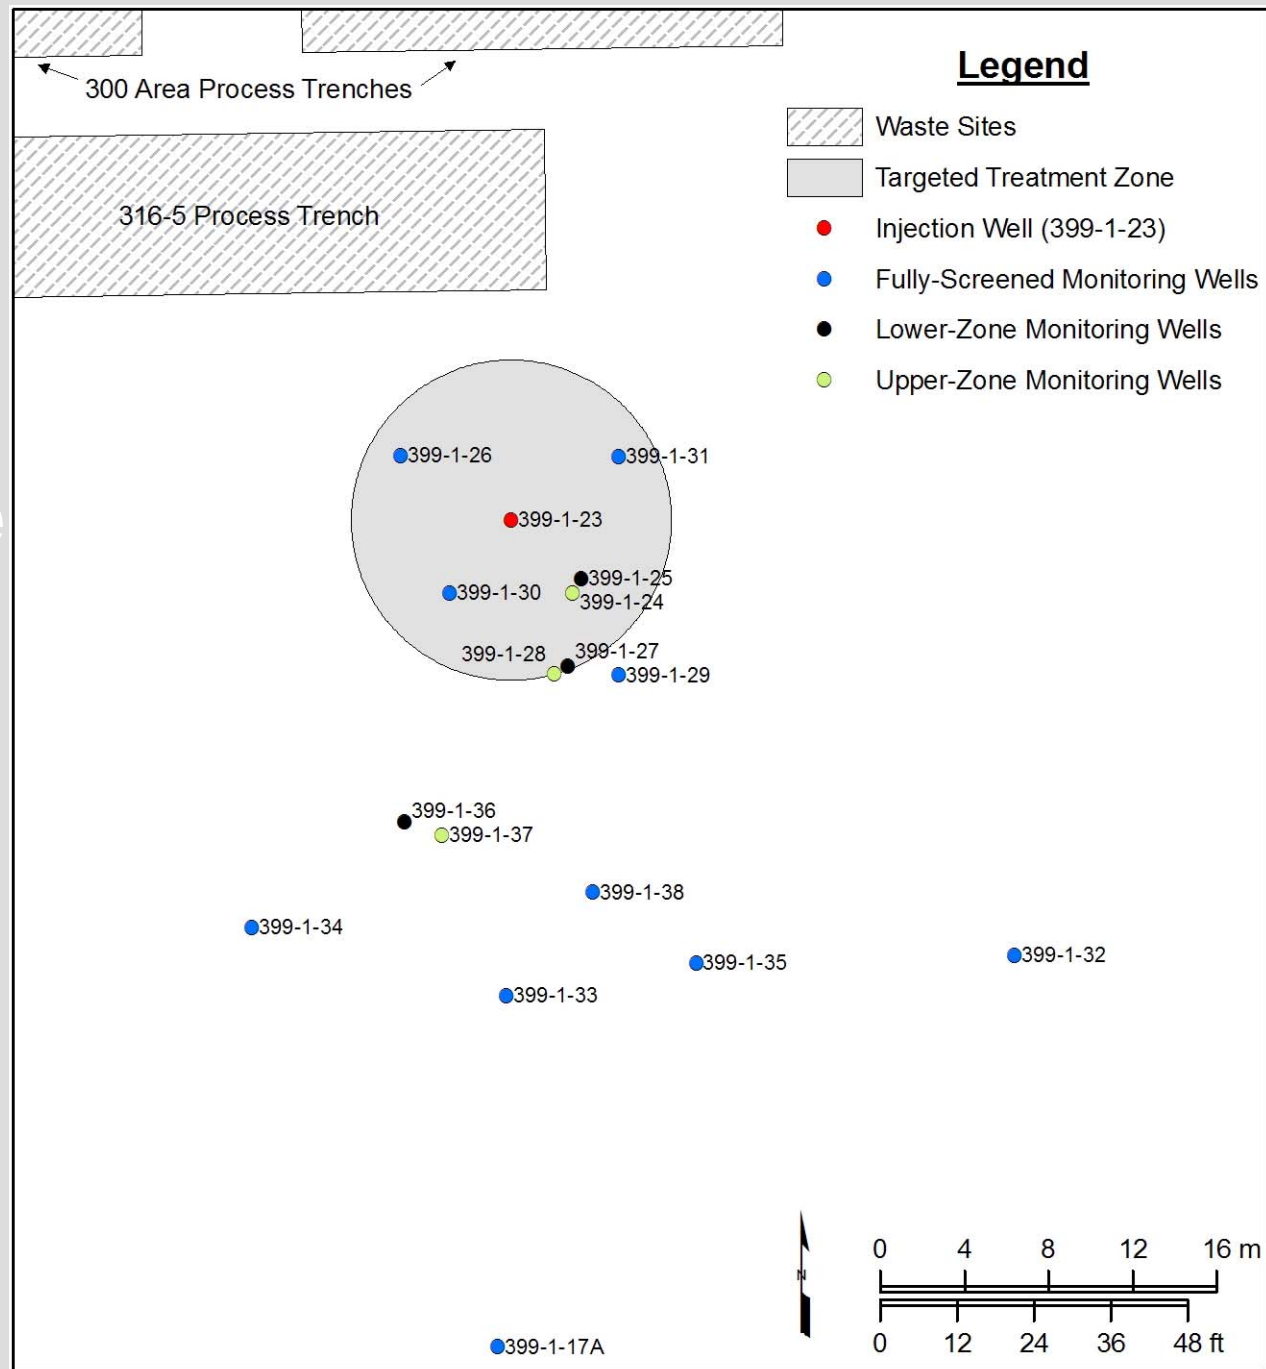 Legend
300 Area Process Trenches
Waste Sites
Targeted Treatment Zone
316-5 Process Trench
Injection Well (399-1-23)
Fully-Screened Monitoring Wells
Lower-Zone Monitoring Wells
Upper-Zone Monitoring Wells
399-1-26
399-1-31
399-1-23
399-1-25
399-1-30
399-1-24
399-1-28
399-1-27
399-1-29
399-1-36
399-1-37
399-1-38
399-1-34
399-1-35
399-1-32
399-1-33
N
0 4 8 12 16 m
0 12 24 36 48 ft
399-1-17A